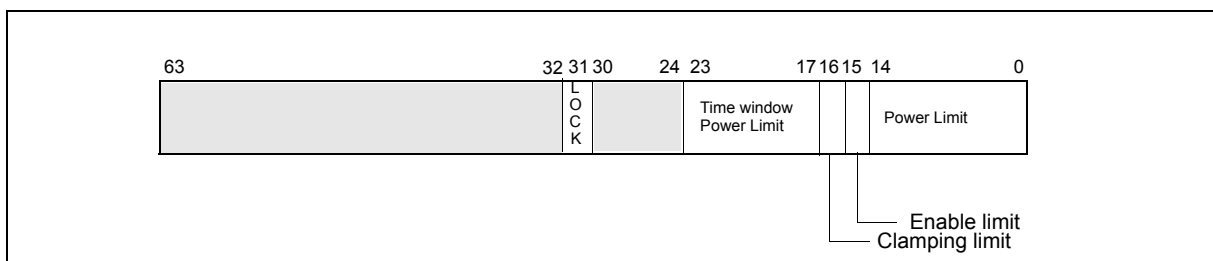 63 32 31 30 24 23 17 16 15 14 0
LOCK
Time window
Power Limit
Power Limit
Enable limit
Clamping limit